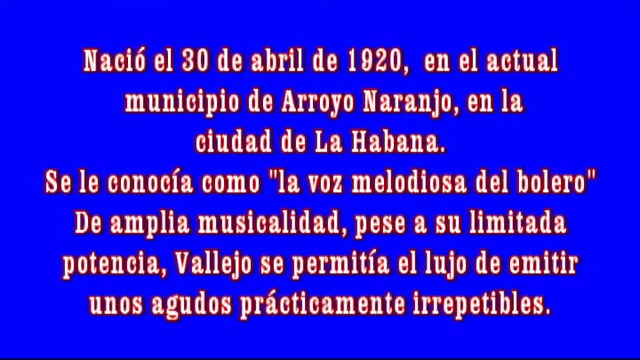 Nació el 30 de abril de 1920, en el actual
municipio de Arroyo Naranjo, en la
ciudad de La Habana.
Se le conocía como "la voz melodiosa del bolero"
De amplia musicalidad, pese a su limitada
potencia, Vallejo se permitía el lujo de emitir
unos agudos prácticamente irrepetibles.